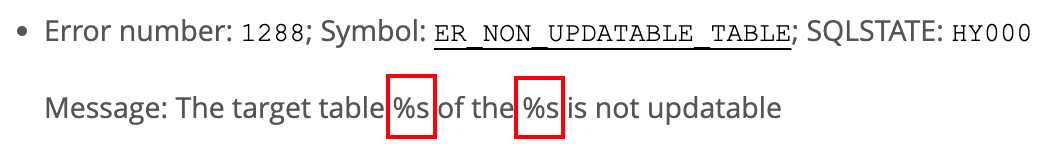 • Error number: 1288; Symbol: ER_NON_UPDATABLE_TABLE; SQLSTATE: HY000
Message: The target table %s of the %s is not updatable